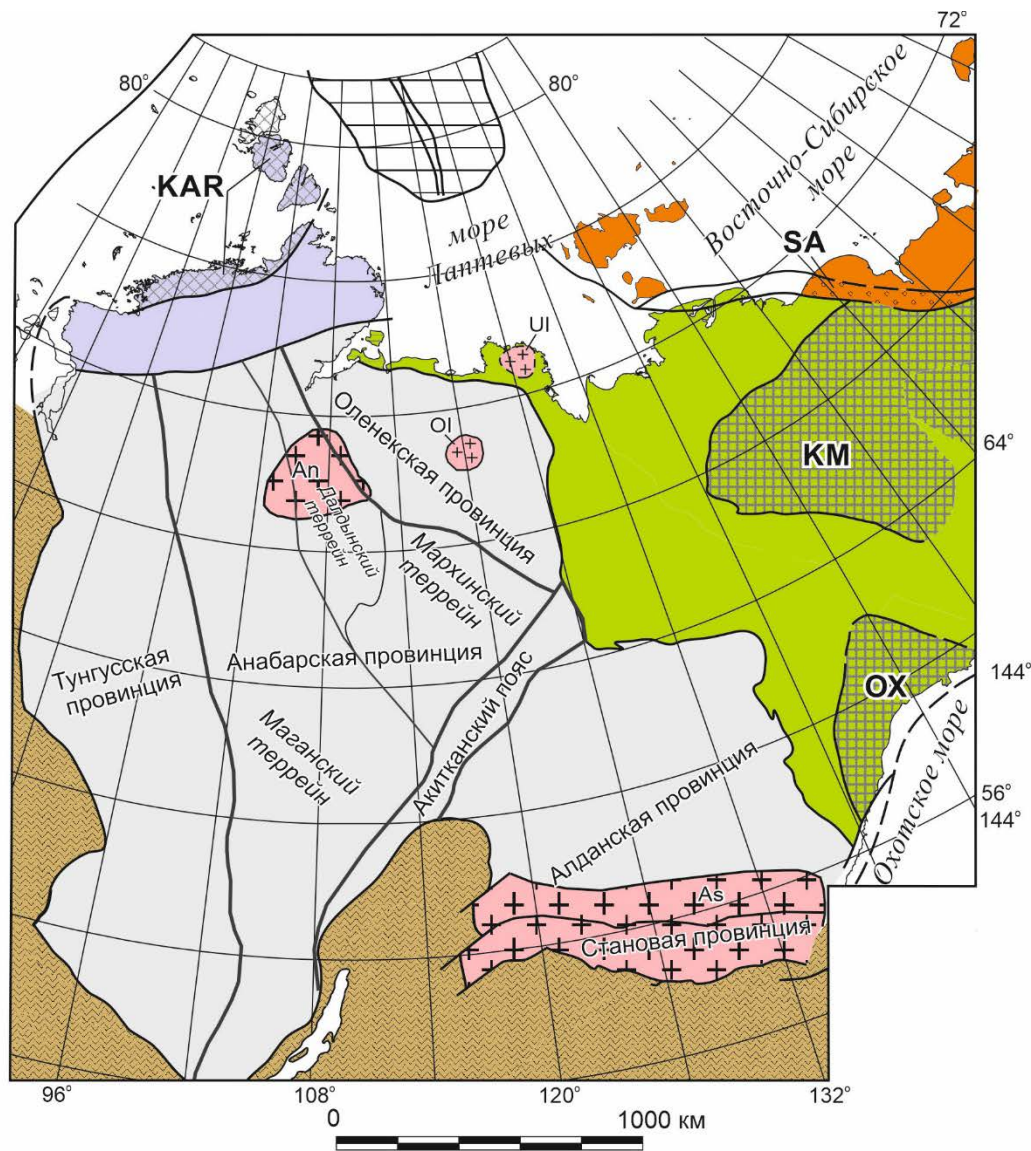 72°
80°
80°
Восточно-Сибирское
море
KAR
море
Лаптевых
SA
Ul
64°
Ol
KM
An
Оленекская провинция
Далдынский
террейн
Мархинский
террейн
Тунгусская
провинция
Анабарская провинция
144°
OX
Маганский
террейн
Акитканский пояс
Алданская провинция
Охотское море
56°
144°
As
Становая провинция
96°
108°
120°
132°
0
1000 км